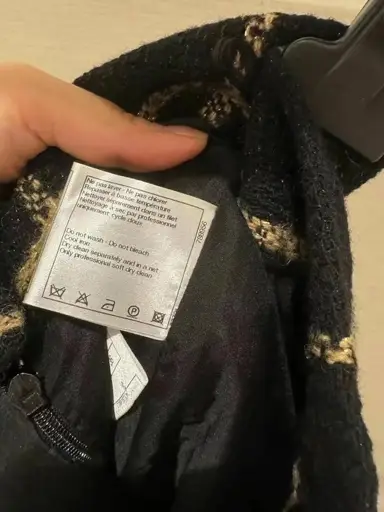 Ne pas laver - Ne pas chlorer
Repasser à basse température
Nettoyer séparément dans un filet
Nettoyage à sec par professionnel
uniquement cycle doux
Do not wash - Do not bleach
Cool iron
Dry clean separately and in a net
Only professional soft dry clean